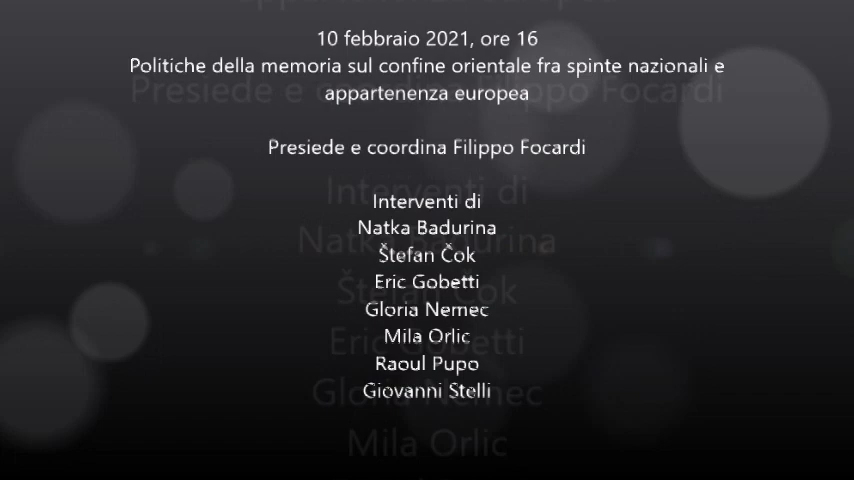 10 febbraio 2021, ore 16
Politiche della memoria sul confine orientale fra spinte nazionali e
appartenenza europea
Presiede e coordina Filippo Focardi
Interventi di
Natka Badurina
Štefan Čok
Eric Gobetti
Gloria Nemec
Mila Orlic
Raoul Pupo
Giovanni Stelli